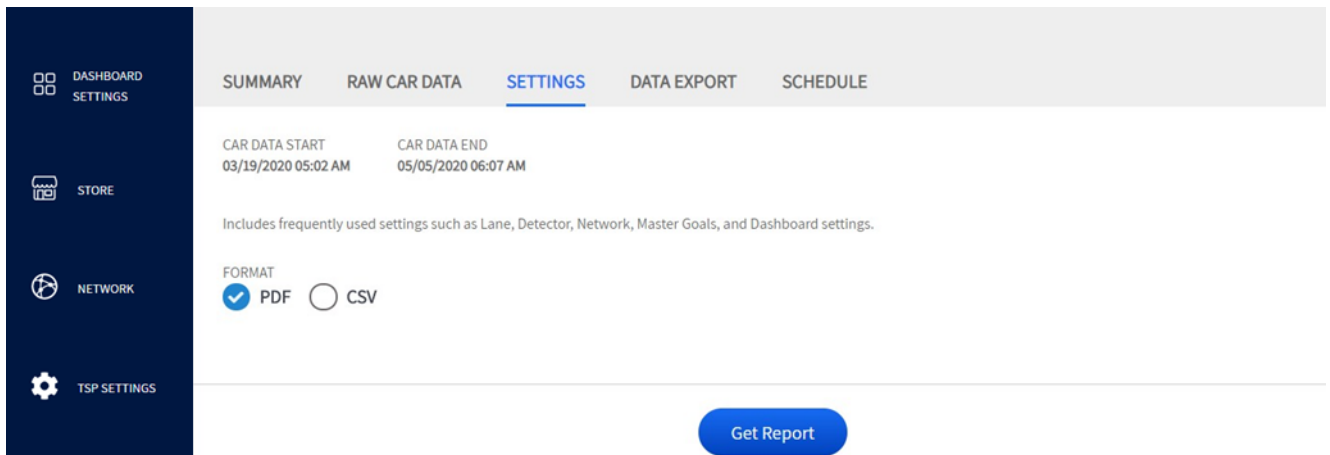 DASHBOARD
SETTINGS
STORE
NETWORK
TSP SETTINGS
SUMMARY RAW CAR DATA SETTINGS DATA EXPORT SCHEDULE
CAR DATA START CAR DATA END
03/19/2020 05:02 AM 05/05/2020 06:07 AM
Includes frequently used settings such as Lane, Detector, Network, Master Goals, and Dashboard settings.
FORMAT
PDF CSV
Get Report